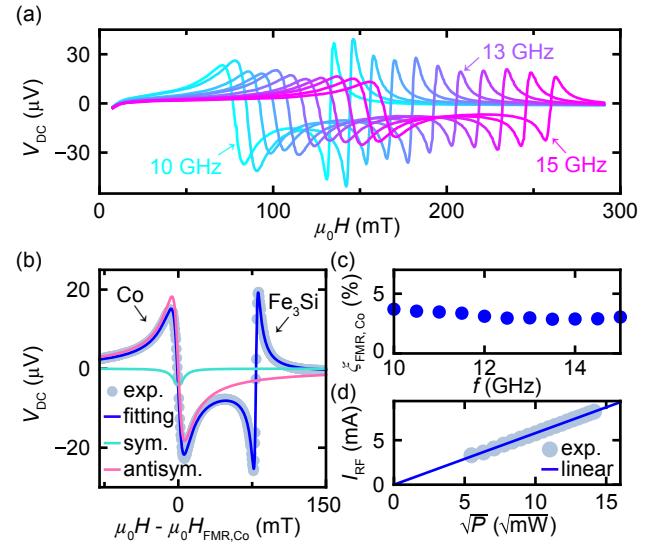 (a)
V_DC (μV)
30
0
-30
13 GHz
10 GHz
15 GHz
0
100
200
300
μ₀H (mT)
(b)
V_DC (μV)
20
0
-20
Co
Fe₃Si
exp.
fitting
sym.
antisym.
0
150
μ₀H - μ₀H_FMR,Co (mT)
(c)
ξ_FMR, Co (%)
5
0
10
12
14
f (GHz)
(d)
I_RF (mA)
5
0
exp.
linear
0
5
10
15
√P (√mW)